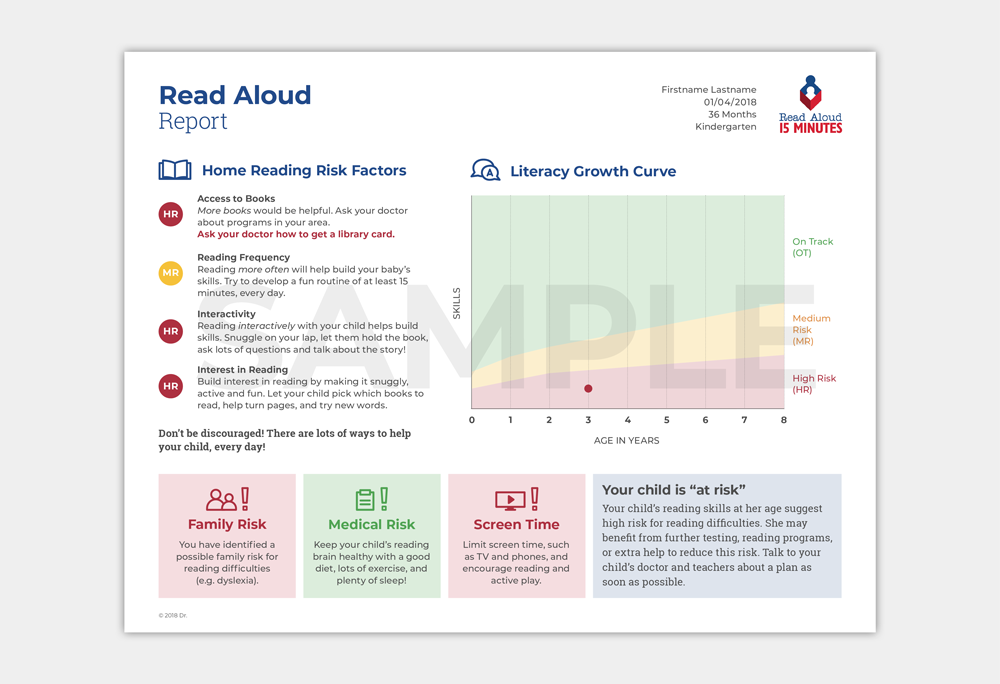 Read Aloud
Report
Firstname Lastname
01/04/2018
36 Months
Kindergarten
Read Aloud
15 MINUTES
Home Reading Risk Factors
HR
Access to Books
More books would be helpful. Ask your doctor
about programs in your area.
Ask your doctor how to get a library card.
MR
Reading Frequency
Reading more often will help build your baby's
skills. Try to develop a fun routine of at least 15
minutes, every day.
HR
Interactivity
Reading interactively with your child helps build
skills. Snuggle on your lap, let them hold the book,
ask lots of questions and talk about the story!
HR
Interest in Reading
Build interest in reading by making it snuggly,
active and fun. Let your child pick which books to
read, help turn pages, and try new words.
Don't be discouraged! There are lots of ways to help
your child, every day!
A
Literacy Growth Curve
SKILLS
On Track
(OT)
Medium
Risk
(MR)
High Risk
(HR)
0 1 2 3 4 5 6 7 8
AGE IN YEARS
SAMPLE
Family Risk
You have identified a
possible family risk for
reading difficulties
(e.g. dyslexia).
Medical Risk
Keep your child's reading
brain healthy with a good
diet, lots of exercise, and
plenty of sleep!
Screen Time
Limit screen time, such
as TV and phones, and
encourage reading and
active play.
Your child is "at risk"
Your child's reading skills at her age suggest
high risk for reading difficulties. She may
benefit from further testing, reading programs,
or extra help to reduce this risk. Talk to your
child's doctor and teachers about a plan as
soon as possible.
© 2018 Dr.